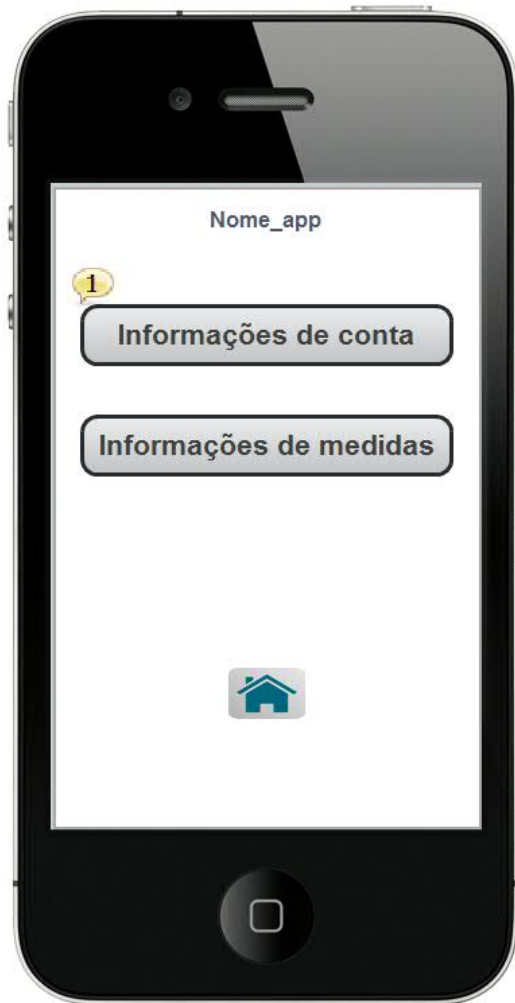 Nome_app
1
Informações de conta
Informações de medidas